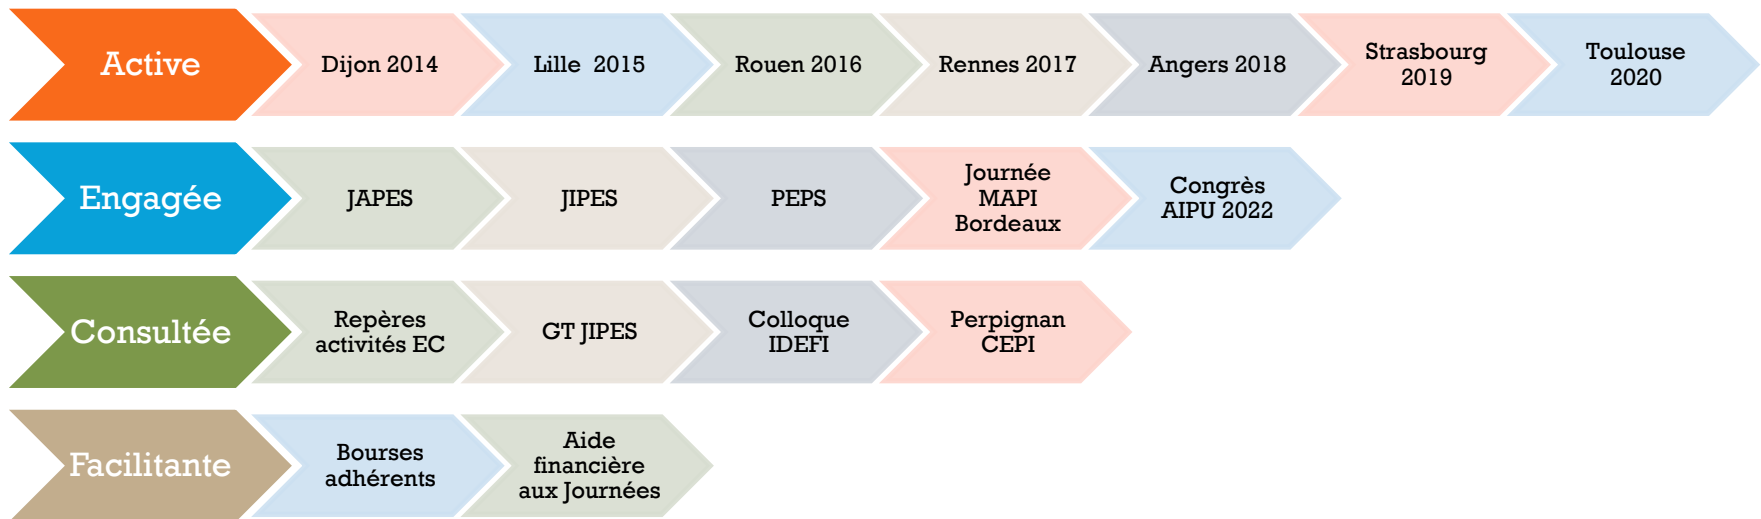 Active
Dijon 2014
Lille 2015
Rouen 2016
Rennes 2017
Angers 2018
Strasbourg
2019
Toulouse
2020
Engagée
JAPES
JIPES
PEPS
Journée
MAPI
Bordeaux
Congrès
AIPU 2022
Consultée
Repères
activités EC
GT JIPES
Colloque
IDEFI
Perpignan
CEPI
Facilitante
Bourses
adhérents
Aide
financière
aux Journées